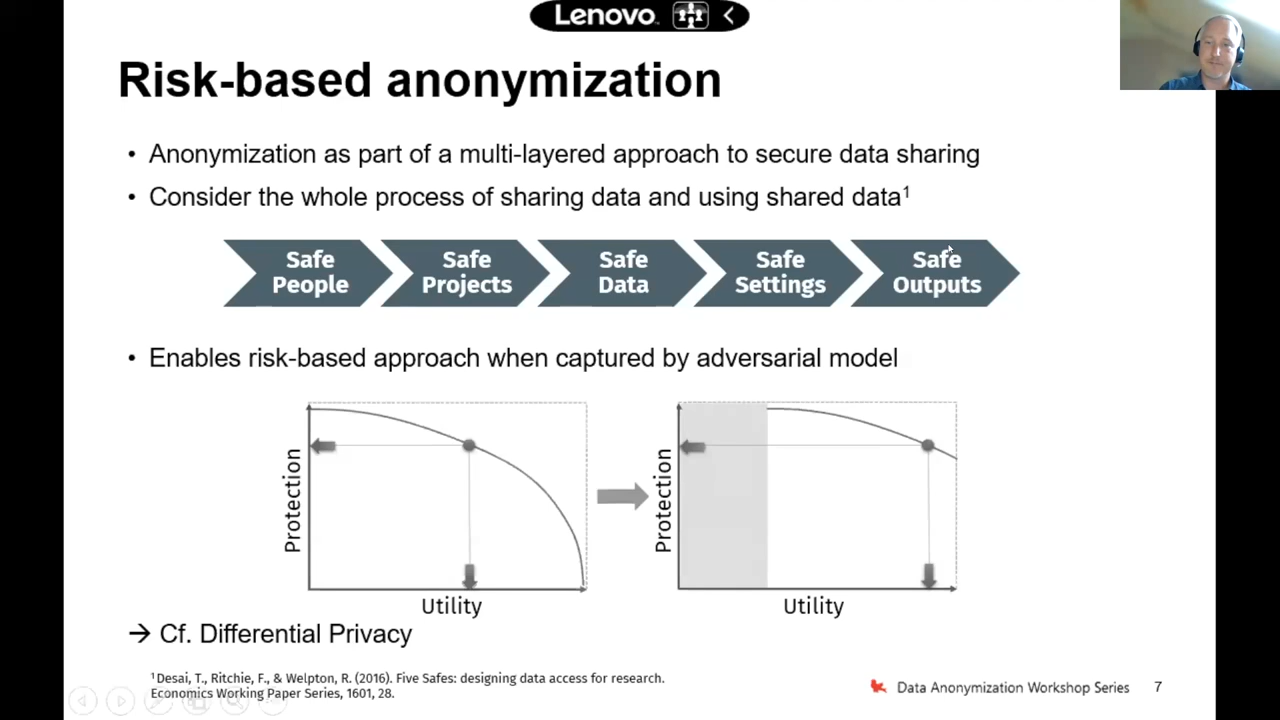 Lenovo
Risk-based anonymization
• Anonymization as part of a multi-layered approach to secure data sharing
• Consider the whole process of sharing data and using shared data¹
Safe
People
Safe
Projects
Safe
Data
Safe
Settings
Safe
Outputs
• Enables risk-based approach when captured by adversarial model
Protection
Utility
Protection
Utility
→ Cf. Differential Privacy
¹Desai, T., Ritchie, F., & Welpton, R. (2016). Five Safes: designing data access for research.
Economics Working Paper Series, 1601, 28.
Data Anonymization Workshop Series 7